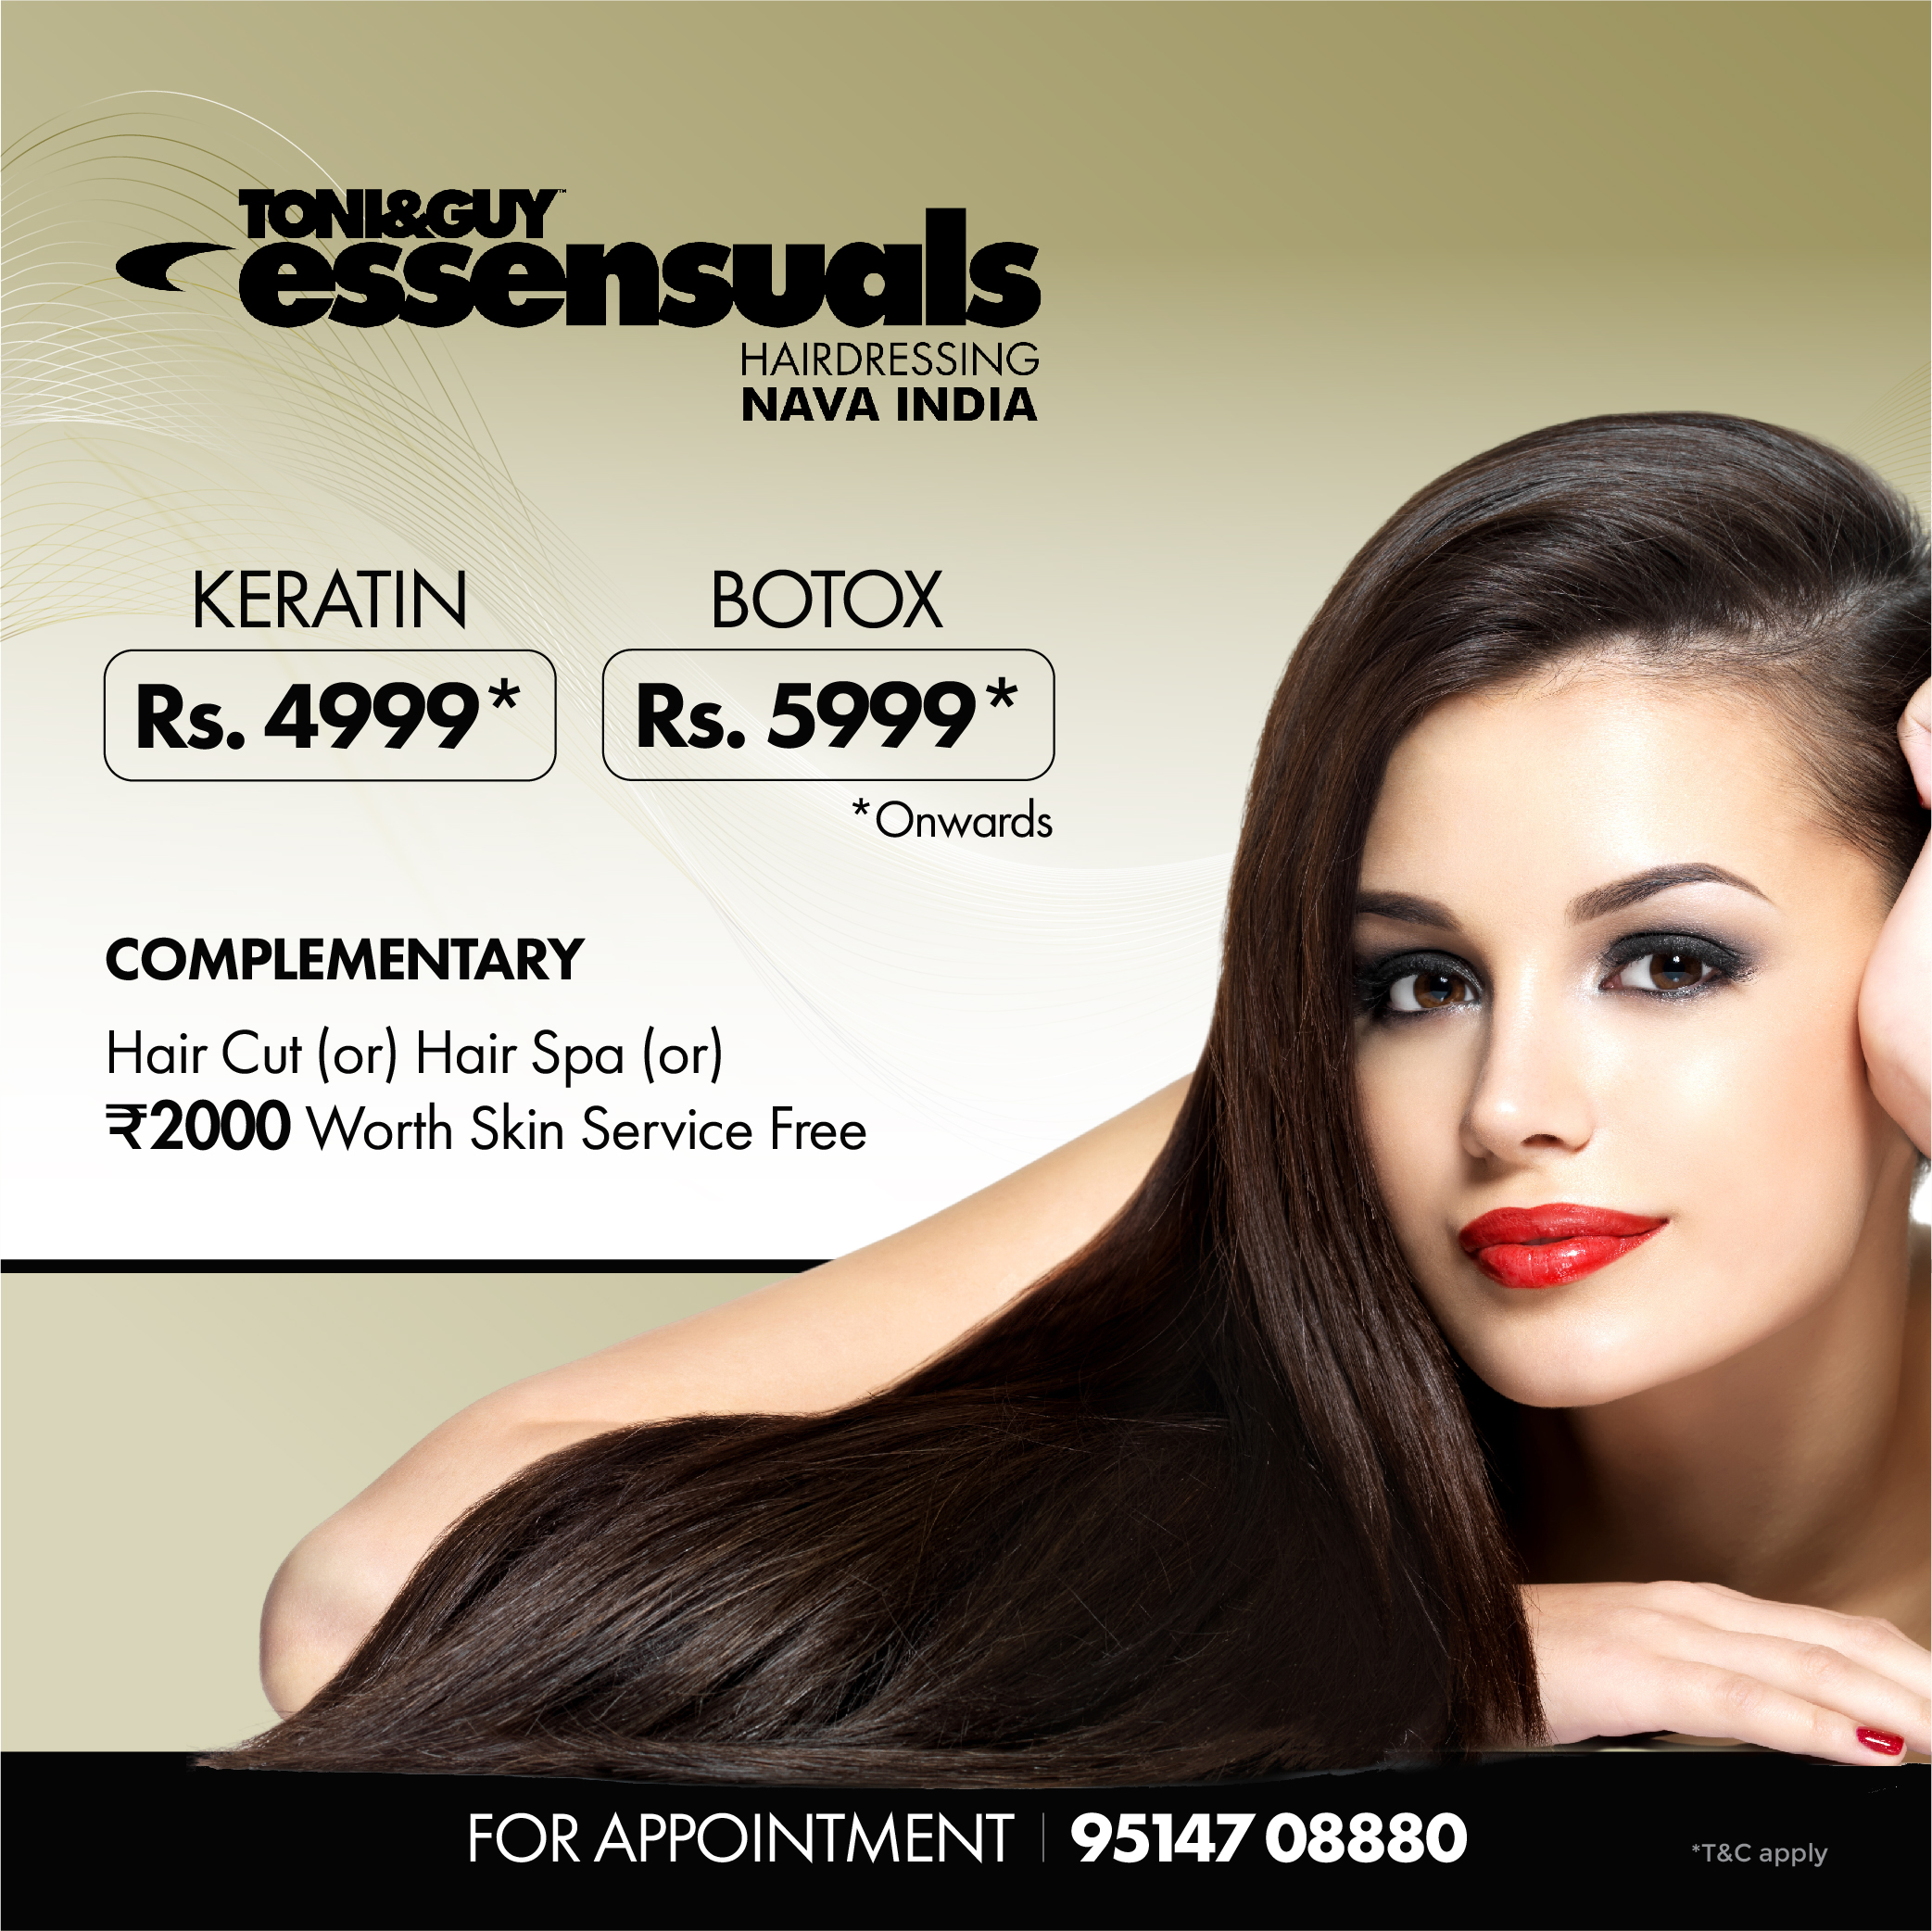 TONI&GUY™
essensuals
HAIRDRESSING
NAVA INDIA
KERATIN
Rs. 4999*
BOTOX
Rs. 5999*
*Onwards
COMPLEMENTARY
Hair Cut (or) Hair Spa (or)
₹2000 Worth Skin Service Free
FOR APPOINTMENT | 95147 08880
*T&C apply